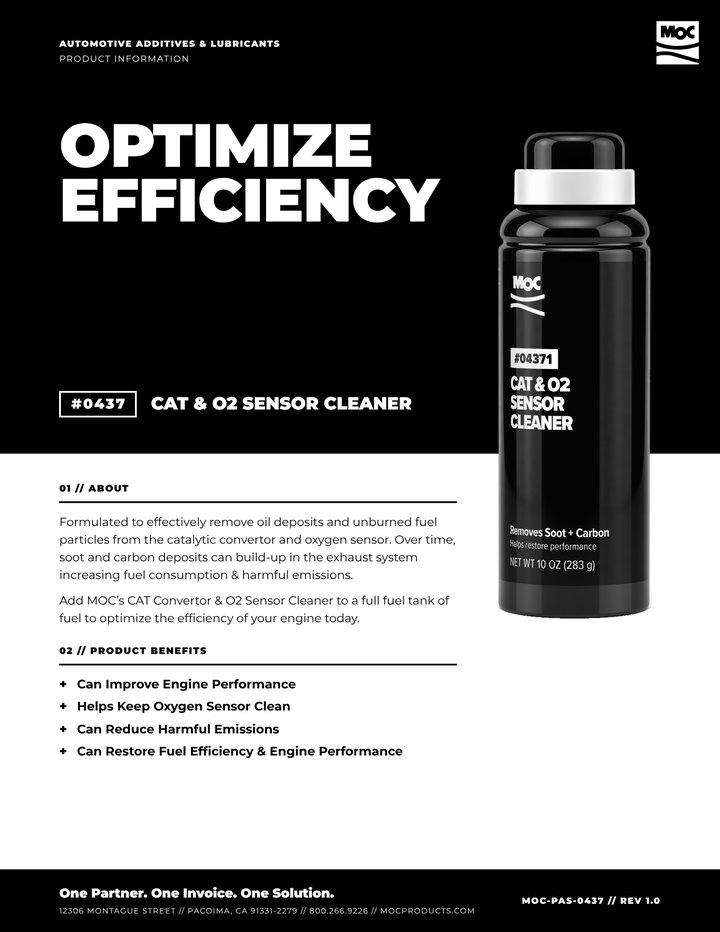 AUTOMOTIVE ADDITIVES & LUBRICANTS
PRODUCT INFORMATION
MOC
OPTIMIZE
EFFICIENCY
#0437 CAT & O2 SENSOR CLEANER
MOC
#04371
CAT & O2
SENSOR
CLEANER
Removes Soot + Carbon
Helps restore performance
NET WT 10 OZ (283 g)
01 // ABOUT
Formulated to effectively remove oil deposits and unburned fuel
particles from the catalytic convertor and oxygen sensor. Over time,
soot and carbon deposits can build-up in the exhaust system
increasing fuel consumption & harmful emissions.
Add MOC’s CAT Convertor & O2 Sensor Cleaner to a full fuel tank of
fuel to optimize the efficiency of your engine today.
02 // PRODUCT BENEFITS
+ Can Improve Engine Performance
+ Helps Keep Oxygen Sensor Clean
+ Can Reduce Harmful Emissions
+ Can Restore Fuel Efficiency & Engine Performance
One Partner. One Invoice. One Solution.
12306 MONTAGUE STREET // PACOIMA, CA 91331-2279 // 800.266.9226 // MOCPRODUCTS.COM
MOC-PAS-0437 // REV 1.0